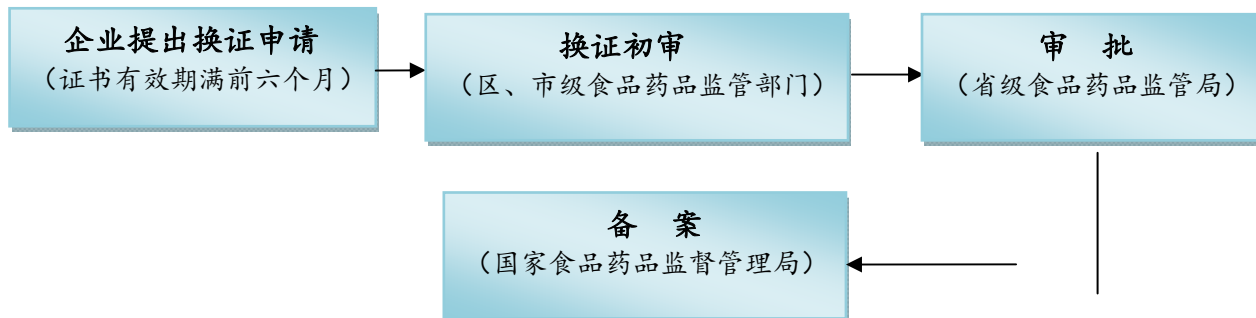 企业提出换证申请
（证书有效期满前六个月）
换证初审
（区、市级食品药品监管部门）
审 批
（省级食品药品监管局）
备 案
（国家食品药品监督管理局）